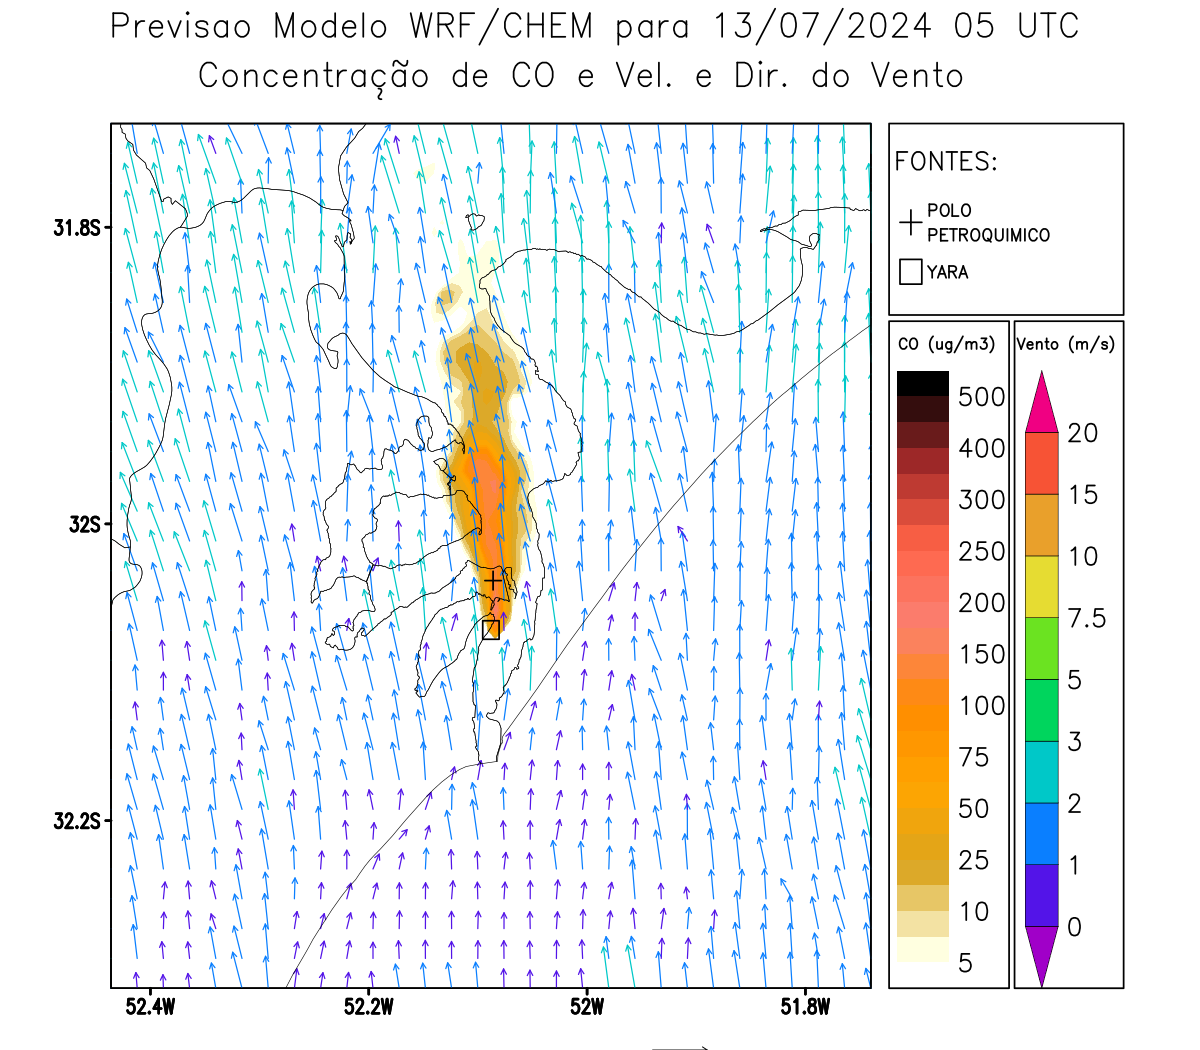 Previsao Modelo WRF/CHEM para 13/07/2024 05 UTC
Concentração de CO e Vel. e Dir. do Vento
FONTES:
POLO
PETROQUIMICO
YARA
CO (ug/m3)
500
400
300
250
200
150
100
75
50
25
10
5
Vento (m/s)
20
15
10
7.5
5
3
2
1
0
31.8S
32S
32.2S
52.4W
52.2W
52W
51.8W